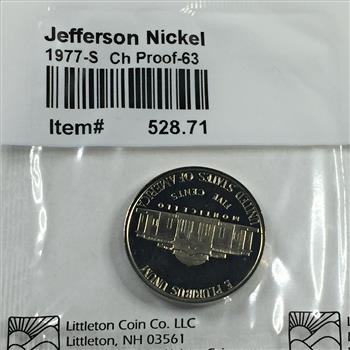 Jefferson Nickel
1977-S Ch Proof-63
Item# 528.71
E PLURIBUS UNUM
MONTICELLO
FIVE CENTS
UNITED STATES OF AMERICA
Littleton Coin Co. LLC
Littleton, NH 03561